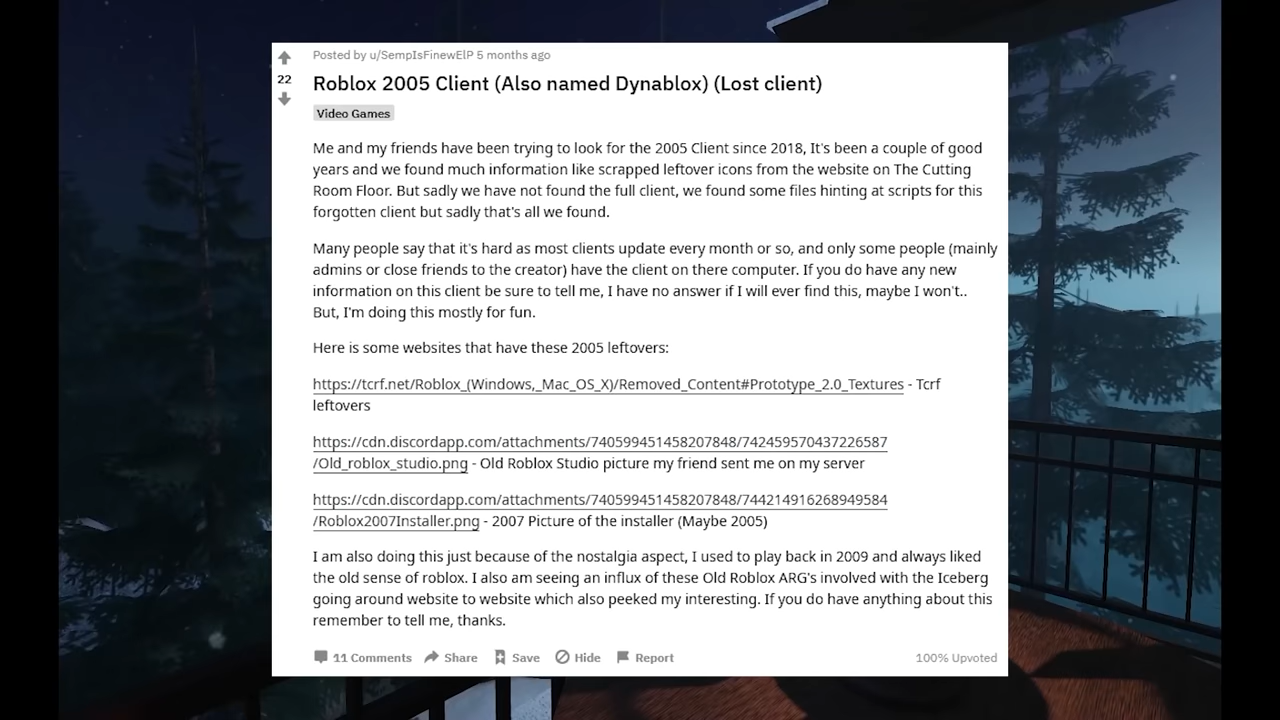 Posted by u/SempIsFinewElP 5 months ago
22
Roblox 2005 Client (Also named Dynablox) (Lost client)
Video Games
Me and my friends have been trying to look for the 2005 Client since 2018, It's been a couple of good
years and we found much information like scrapped leftover icons from the website on The Cutting
Room Floor. But sadly we have not found the full client, we found some files hinting at scripts for this
forgotten client but sadly that's all we found.
Many people say that it's hard as most clients update every month or so, and only some people (mainly
admins or close friends to the creator) have the client on there computer. If you do have any new
information on this client be sure to tell me, I have no answer if I will ever find this, maybe I won't..
But, I'm doing this mostly for fun.
Here is some websites that have these 2005 leftovers:
https://tcrf.net/Roblox_(Windows,_Mac_OS_X)/Removed_Content#Prototype_2.0_Textures - Tcrf
leftovers
https://cdn.discordapp.com/attachments/740599451458207848/742459570437226587
/Old_roblox_studio.png - Old Roblox Studio picture my friend sent me on my server
https://cdn.discordapp.com/attachments/740599451458207848/744214916268949584
/Roblox2007Installer.png - 2007 Picture of the installer (Maybe 2005)
I am also doing this just because of the nostalgia aspect, I used to play back in 2009 and always liked
the old sense of roblox. I also am seeing an influx of these Old Roblox ARG's involved with the Iceberg
going around website to website which also peeked my interesting. If you do have anything about this
remember to tell me, thanks.
11 Comments Share Save Hide Report 100% Upvoted